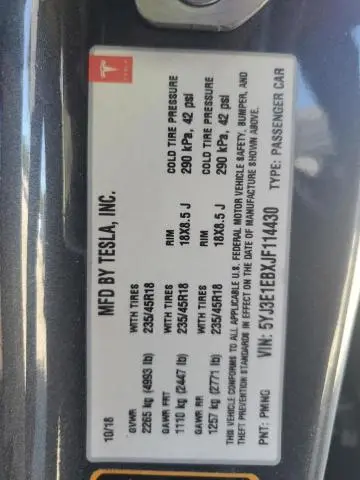 TESLA
MFD BY TESLA, INC.
10/18
GVWR WITH TIRES RIM COLD TIRE PRESSURE
2265 kg (4993 lb) 235/45R18 18X8.5 J 290 kPa, 42 psi
GAWR FRT WITH TIRES RIM COLD TIRE PRESSURE
1110 kg (2447 lb) 235/45R18 18X8.5 J 290 kPa, 42 psi
GAWR RR
1257 kg (2771 lb) 235/45R18
THIS VEHICLE CONFORMS TO ALL APPLICABLE U.S. FEDERAL MOTOR VEHICLE SAFETY, BUMPER, AND
THEFT PREVENTION STANDARDS IN EFFECT ON THE DATE OF MANUFACTURE SHOWN ABOVE.
PNT: PMNG VIN: 5YJ3E1EBXJF114430 TYPE: PASSENGER CAR